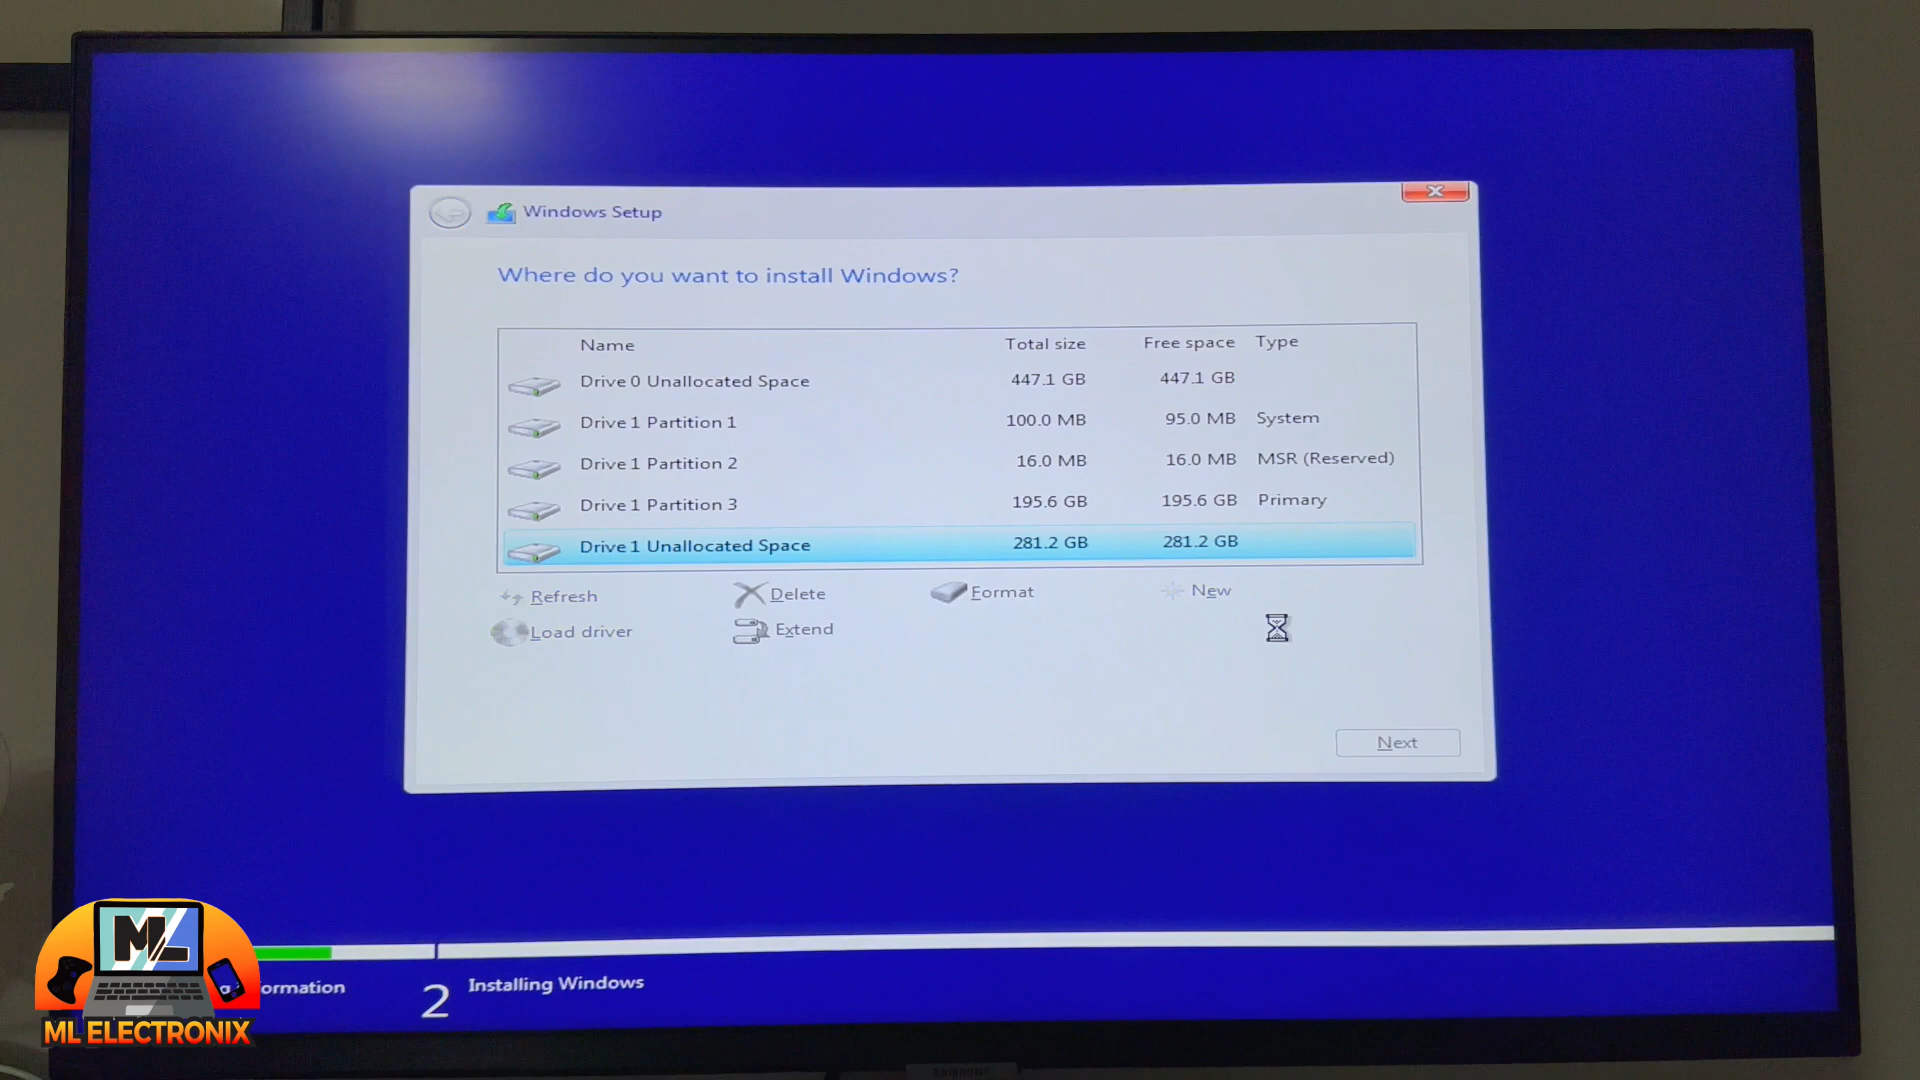 Windows Setup
Where do you want to install Windows?
Name Total size Free space Type
Drive 0 Unallocated Space 447.1 GB 447.1 GB
Drive 1 Partition 1 100.0 MB 95.0 MB System
Drive 1 Partition 2 16.0 MB 16.0 MB MSR (Reserved)
Drive 1 Partition 3 195.6 GB 195.6 GB Primary
Drive 1 Unallocated Space 281.2 GB 281.2 GB
Refresh Delete Format New
Load driver Extend
Next
ormation 2 Installing Windows
ML
ML ELECTRONIX
SAMSUNG